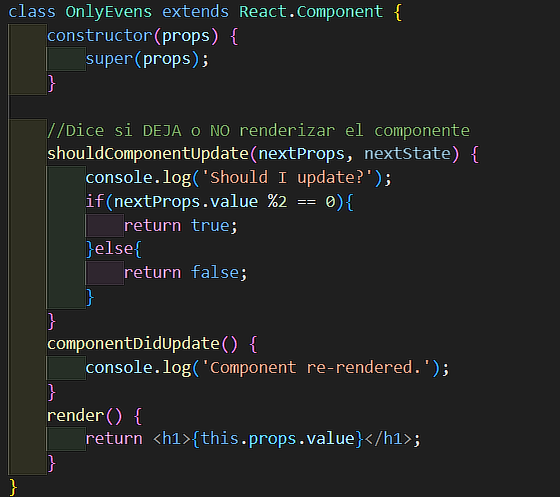 class OnlyEvens extends React.Component {
constructor(props) {
super(props);
}
//Dice si DEJA o NO renderizar el componente
shouldComponentUpdate(nextProps, nextState) {
console.log('Should I update?');
if(nextProps.value %2 == 0){
return true;
}else{
return false;
}
}
componentDidUpdate() {
console.log('Component re-rendered.');
}
render() {
return <h1>{this.props.value}</h1>;
}
}